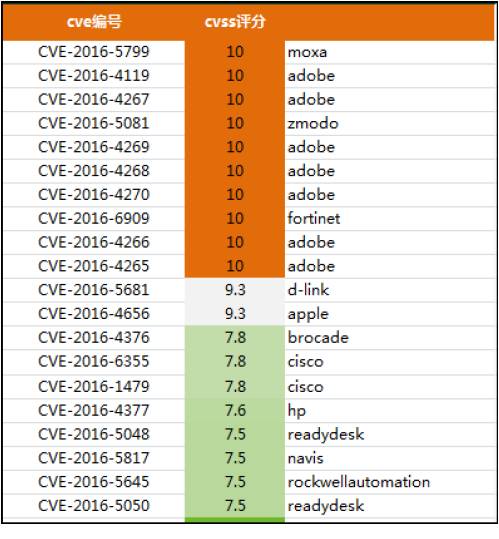 cve编号 cvss评分
CVE-2016-5799 10 moxa
CVE-2016-4119 10 adobe
CVE-2016-4267 10 adobe
CVE-2016-5081 10 zmodo
CVE-2016-4269 10 adobe
CVE-2016-4268 10 adobe
CVE-2016-4270 10 adobe
CVE-2016-6909 10 fortinet
CVE-2016-4266 10 adobe
CVE-2016-4265 10 adobe
CVE-2016-5681 9.3 d-link
CVE-2016-4656 9.3 apple
CVE-2016-4376 7.8 brocade
CVE-2016-6355 7.8 cisco
CVE-2016-1479 7.8 cisco
CVE-2016-4377 7.6 hp
CVE-2016-5048 7.5 readydesk
CVE-2016-5817 7.5 navis
CVE-2016-5645 7.5 rockwellautomation
CVE-2016-5050 7.5 readydesk